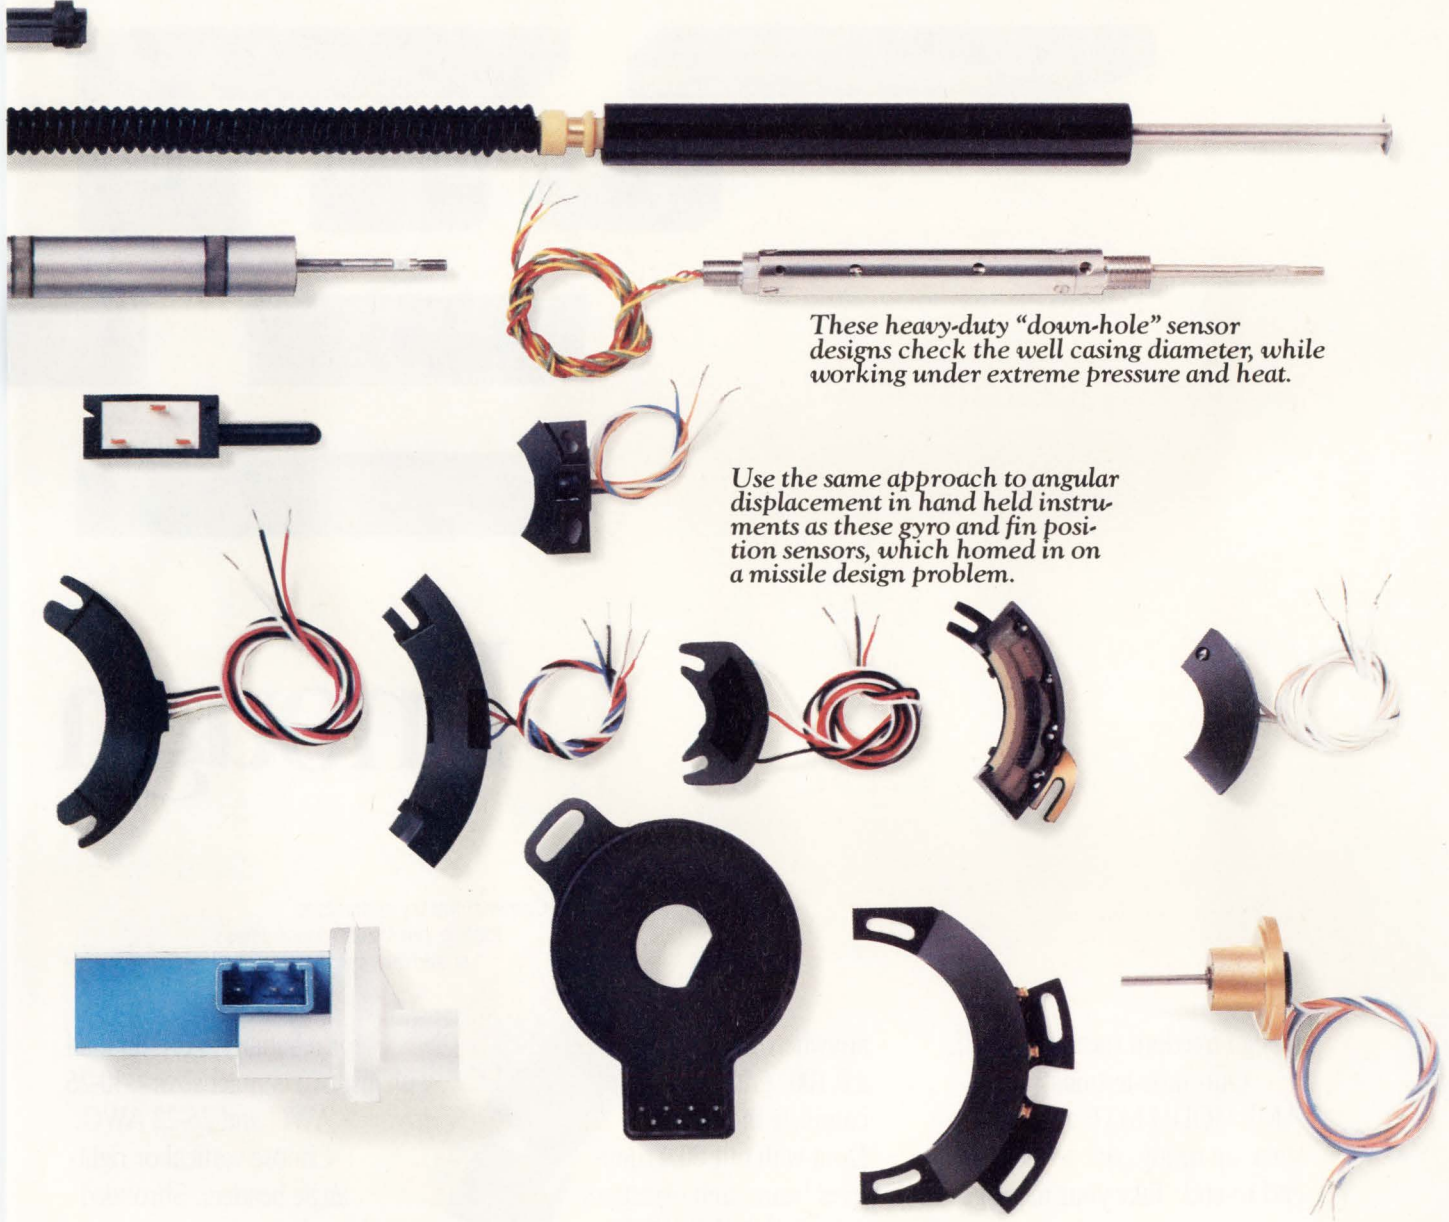 These heavy-duty “down-hole” sensor
designs check the well casing diameter, while
working under extreme pressure and heat.
Use the same approach to angular
displacement in hand held instru-
ments as these gyro and fin posi-
tion sensors, which homed in on
a missile design problem.